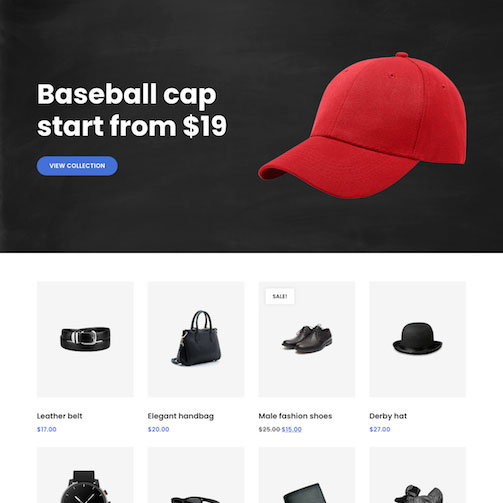 Baseball cap
start from $19
VIEW COLLECTION
SALE!
Leather belt
Elegant handbag
Male fashion shoes
Derby hat
$17.00
$20.00
$25.00 $15.00
$27.00